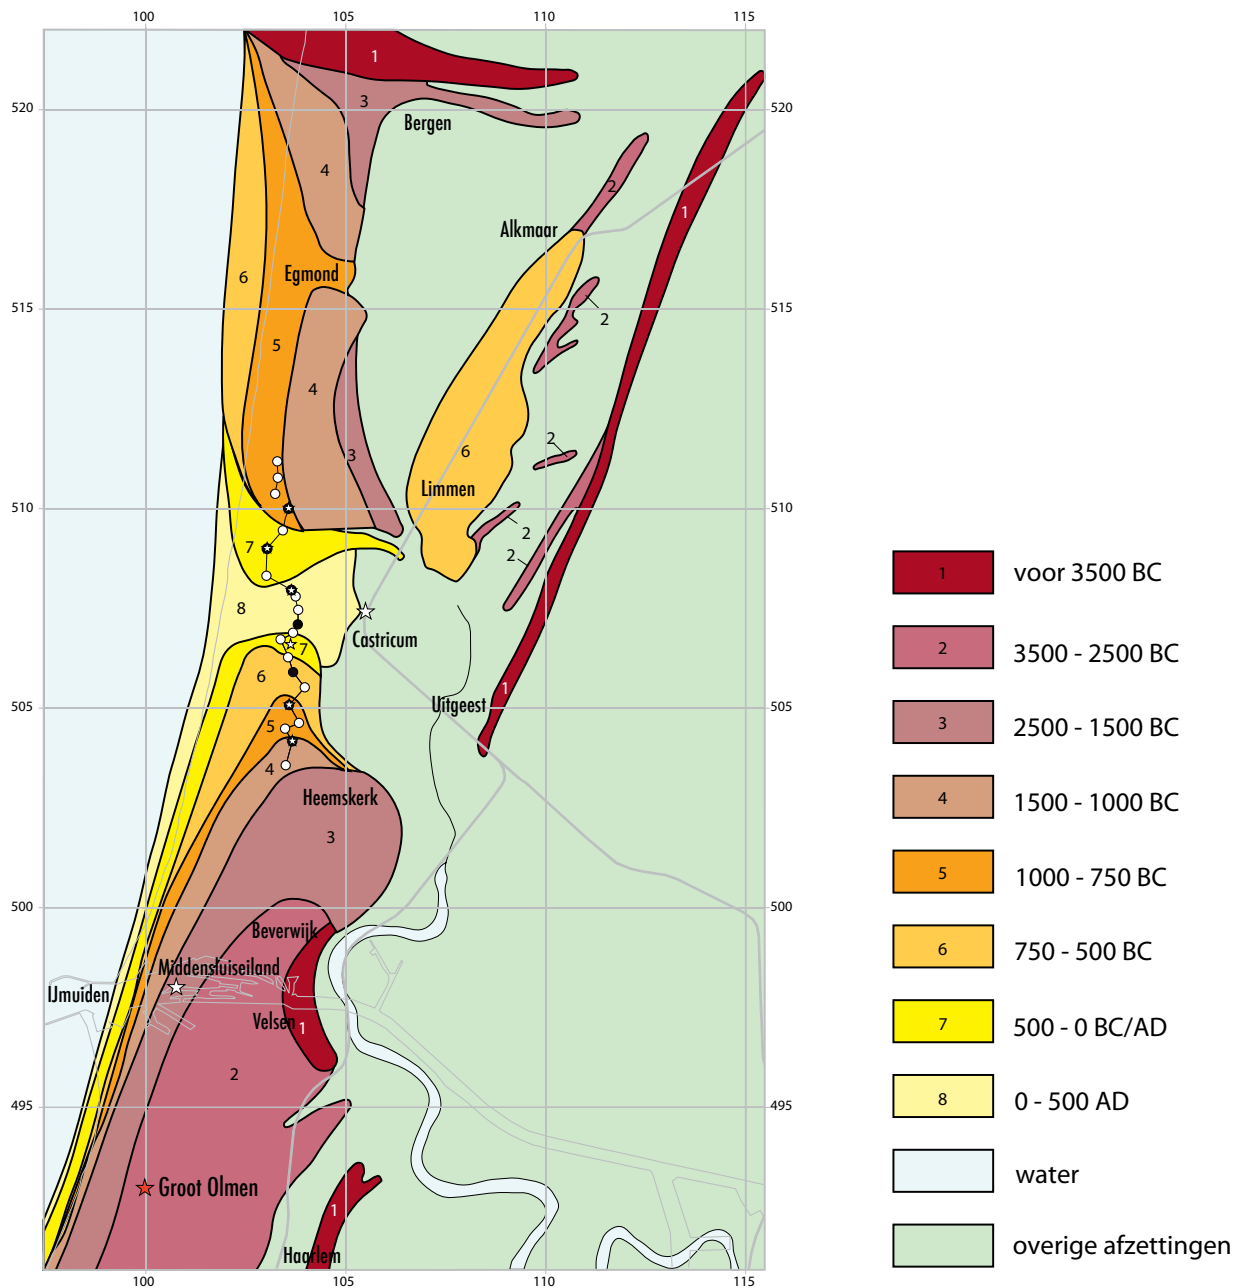 100 105 110 115
1
520 3 520
Bergen
4
2
1
Alkmaar
6 Egmond
515 2 515
5
4
2
3 6
Limmen
510 510
2
7 2
8
Castricum
7
6
1
505 Uitgeest 505
5
4
Heemskerk
3
500 500
Beverwijk
Middensluiseiland
IJmuiden
Velsen 1
2
495 495
Groot Olmen
1
Haarlem
100 105 110 115
1 voor 3500 BC
2 3500 - 2500 BC
3 2500 - 1500 BC
4 1500 - 1000 BC
5 1000 - 750 BC
6 750 - 500 BC
7 500 - 0 BC/AD
8 0 - 500 AD
water
overige afzettingen